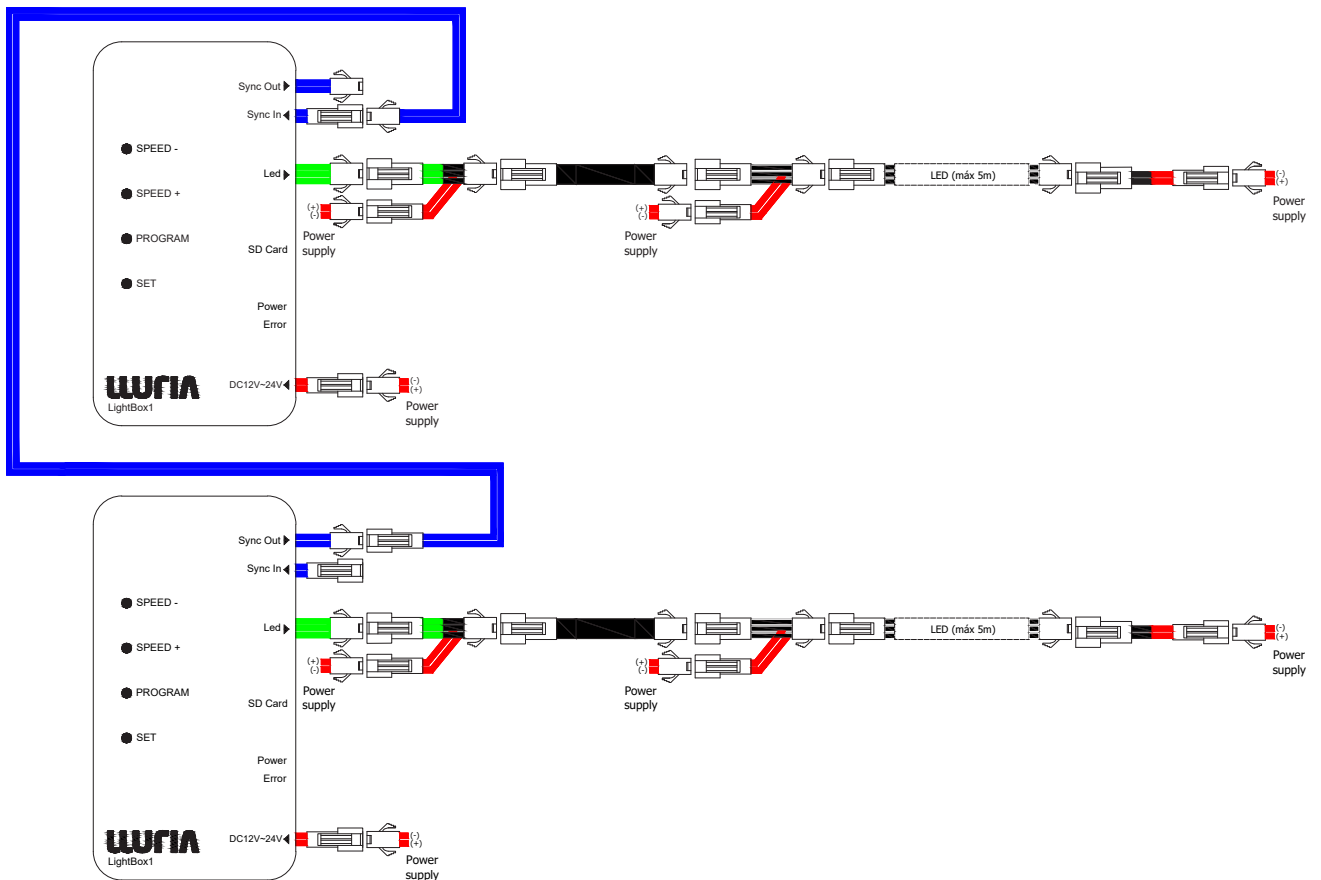 Sync Out
Sync In
SPEED -
Led
LED (máx 5m)
(-)
(+)
SPEED +
(+)
(-)
Power
supply
(+)
(-)
Power
supply
Power
supply
PROGRAM
SD Card
SET
Power
Error
LLURIA
LightBox1
DC12V~24V
(-)
(+)
Power
supply
Sync Out
Sync In
SPEED -
Led
LED (máx 5m)
(-)
(+)
SPEED +
(+)
(-)
Power
supply
(+)
(-)
Power
supply
Power
supply
PROGRAM
SD Card
SET
Power
Error
LLURIA
LightBox1
DC12V~24V
(-)
(+)
Power
supply